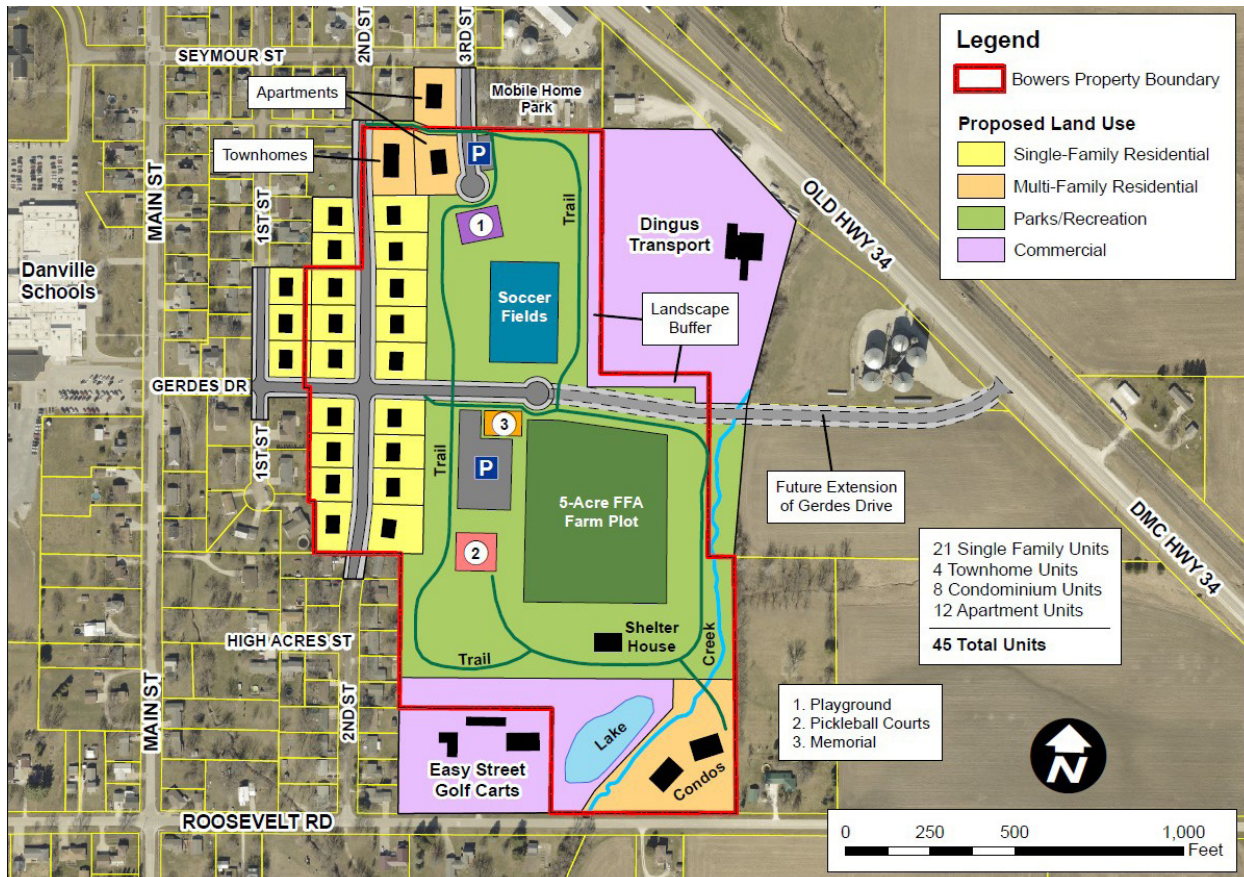 SEYMOUR ST
2ND ST
3RD ST
Apartments
Mobile Home
Park
Townhomes
P
MAIN ST
1ST ST
Danville
Schools
1
Trail
Dingus
Transport
OLD HWY 34
Soccer
Fields
Landscape
Buffer
GERDES DR
3
1ST ST
Trail
P
5-Acre FFA
Farm Plot
Future Extension
of Gerdes Drive
DMC HWY 34
2
HIGH ACRES ST
Trail
Shelter
House
Creek
MAIN ST
2ND ST
Lake
Easy Street
Golf Carts
Condos
ROOSEVELT RD
Legend
Bowers Property Boundary
Proposed Land Use
Single-Family Residential
Multi-Family Residential
Parks/Recreation
Commercial
21 Single Family Units
4 Townhome Units
8 Condominium Units
12 Apartment Units
45 Total Units
1. Playground
2. Pickleball Courts
3. Memorial
N
0 250 500 1,000
Feet